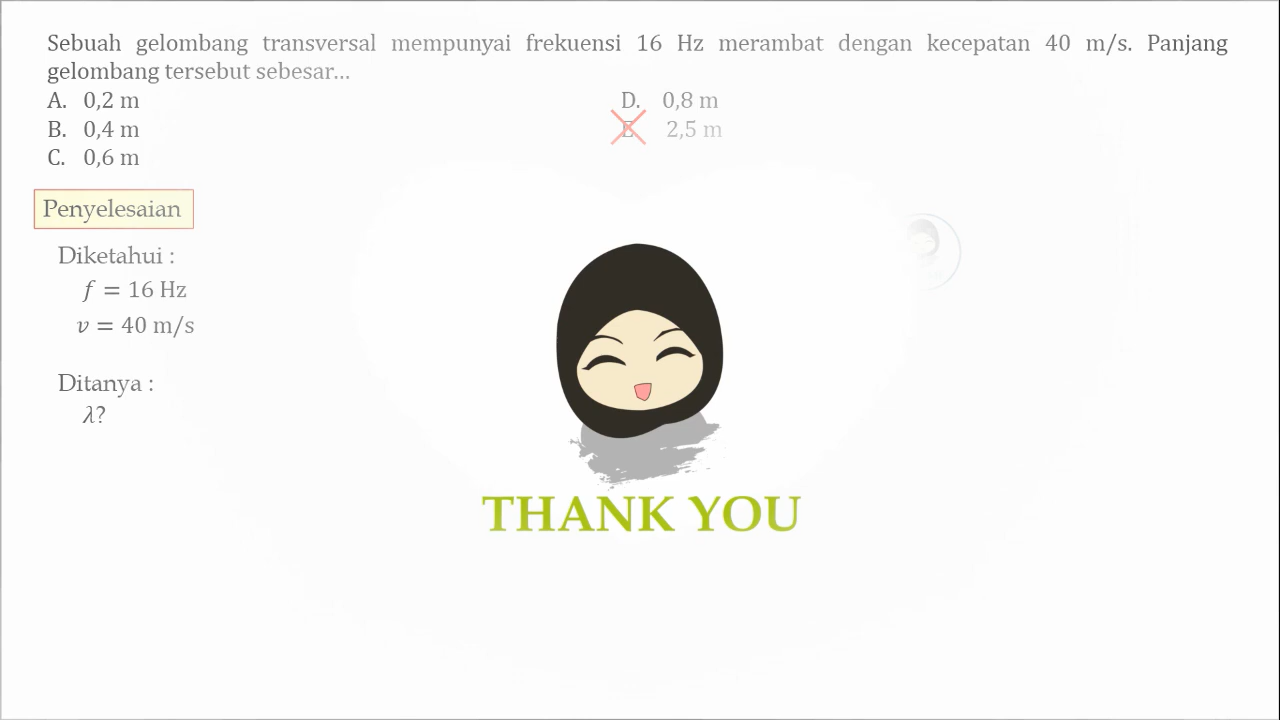 Sebuah gelombang transversal mempunyai frekuensi 16 Hz merambat dengan kecepatan 40 m/s. Panjang
gelombang tersebut sebesar...
A. 0,2 m
B. 0,4 m
C. 0,6 m
D. 0,8 m
E 2,5 m
Penyelesaian
Diketahui :
f = 16 Hz
v = 40 m/s
Ditanya :
λ?
THANK YOU